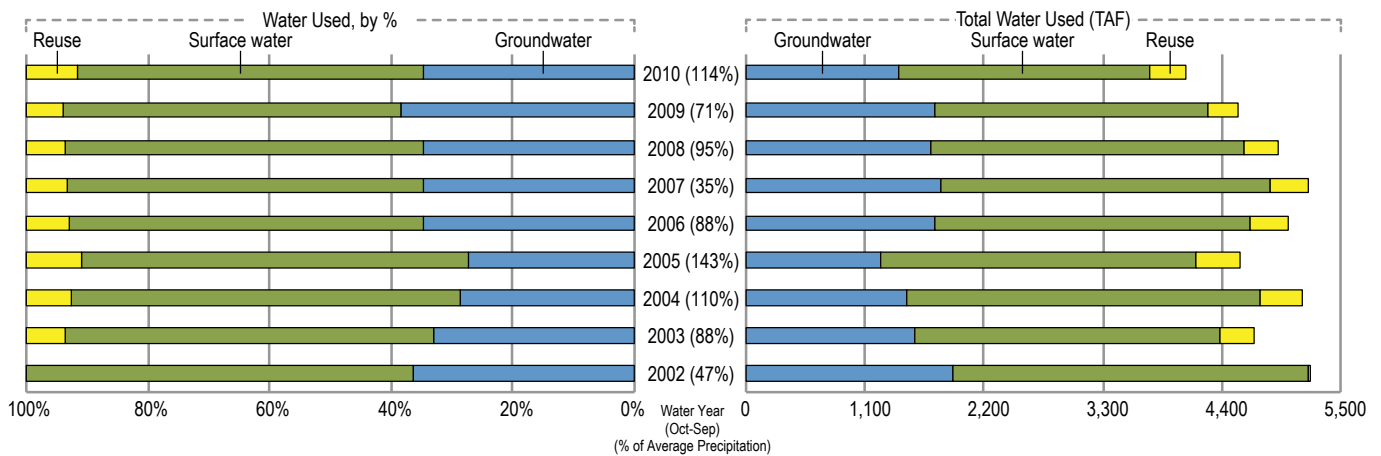 Water Used, by %
Reuse Surface water Groundwater
Total Water Used (TAF)
Groundwater Surface water Reuse
2010 (114%)
2009 (71%)
2008 (95%)
2007 (35%)
2006 (88%)
2005 (143%)
2004 (110%)
2003 (88%)
2002 (47%)
100% 80% 60% 40% 20% 0%
Water Year
(Oct-Sep)
(% of Average Precipitation)
0 1,100 2,200 3,300 4,400 5,500